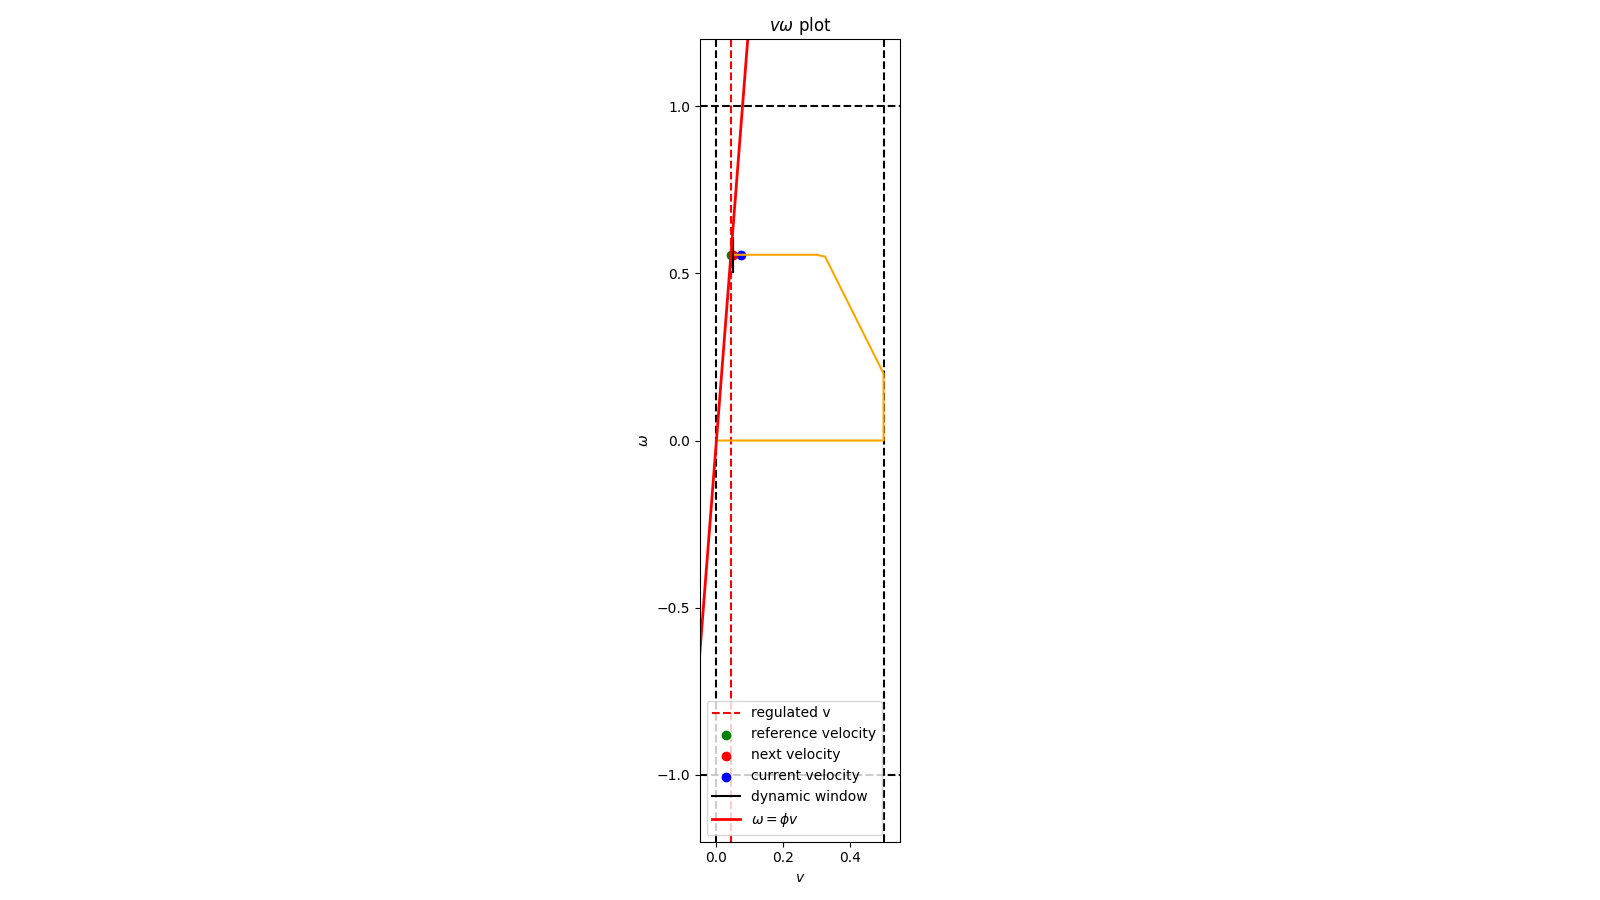 vω plot
1.0
0.5
0.0
−0.5
−1.0
ω
regulated v
reference velocity
next velocity
current velocity
dynamic window
ω = ϕv
0.0 0.2 0.4
v